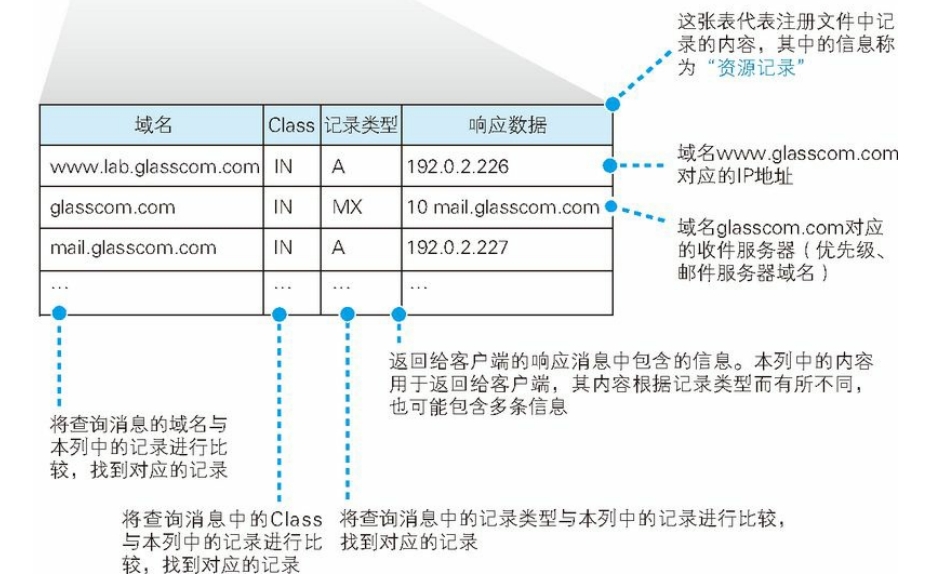 这张表代表注册文件中记
录的内容，其中的信息称
为“资源记录”
域名 Class 记录类型 响应数据
www.lab.glasscom.com IN A 192.0.2.226
glasscom.com IN MX 10 mail.glasscom.com
mail.glasscom.com IN A 192.0.2.227
… … … …
域名www.glasscom.com
对应的IP地址
域名glasscom.com对应
的收件服务器（优先级、
邮件服务器域名）
返回给客户端的响应消息中包含的信息。本列中的内容
用于返回给客户端，其内容根据记录类型而有所不同，
也可能包含多条信息
将查询消息的域名与
本列中的记录进行比
较，找到对应的记录
将查询消息中的Class
与本列中的记录进行比
较，找到对应的记录
将查询消息中的记录类型与本列中的记录进行比较，
找到对应的记录